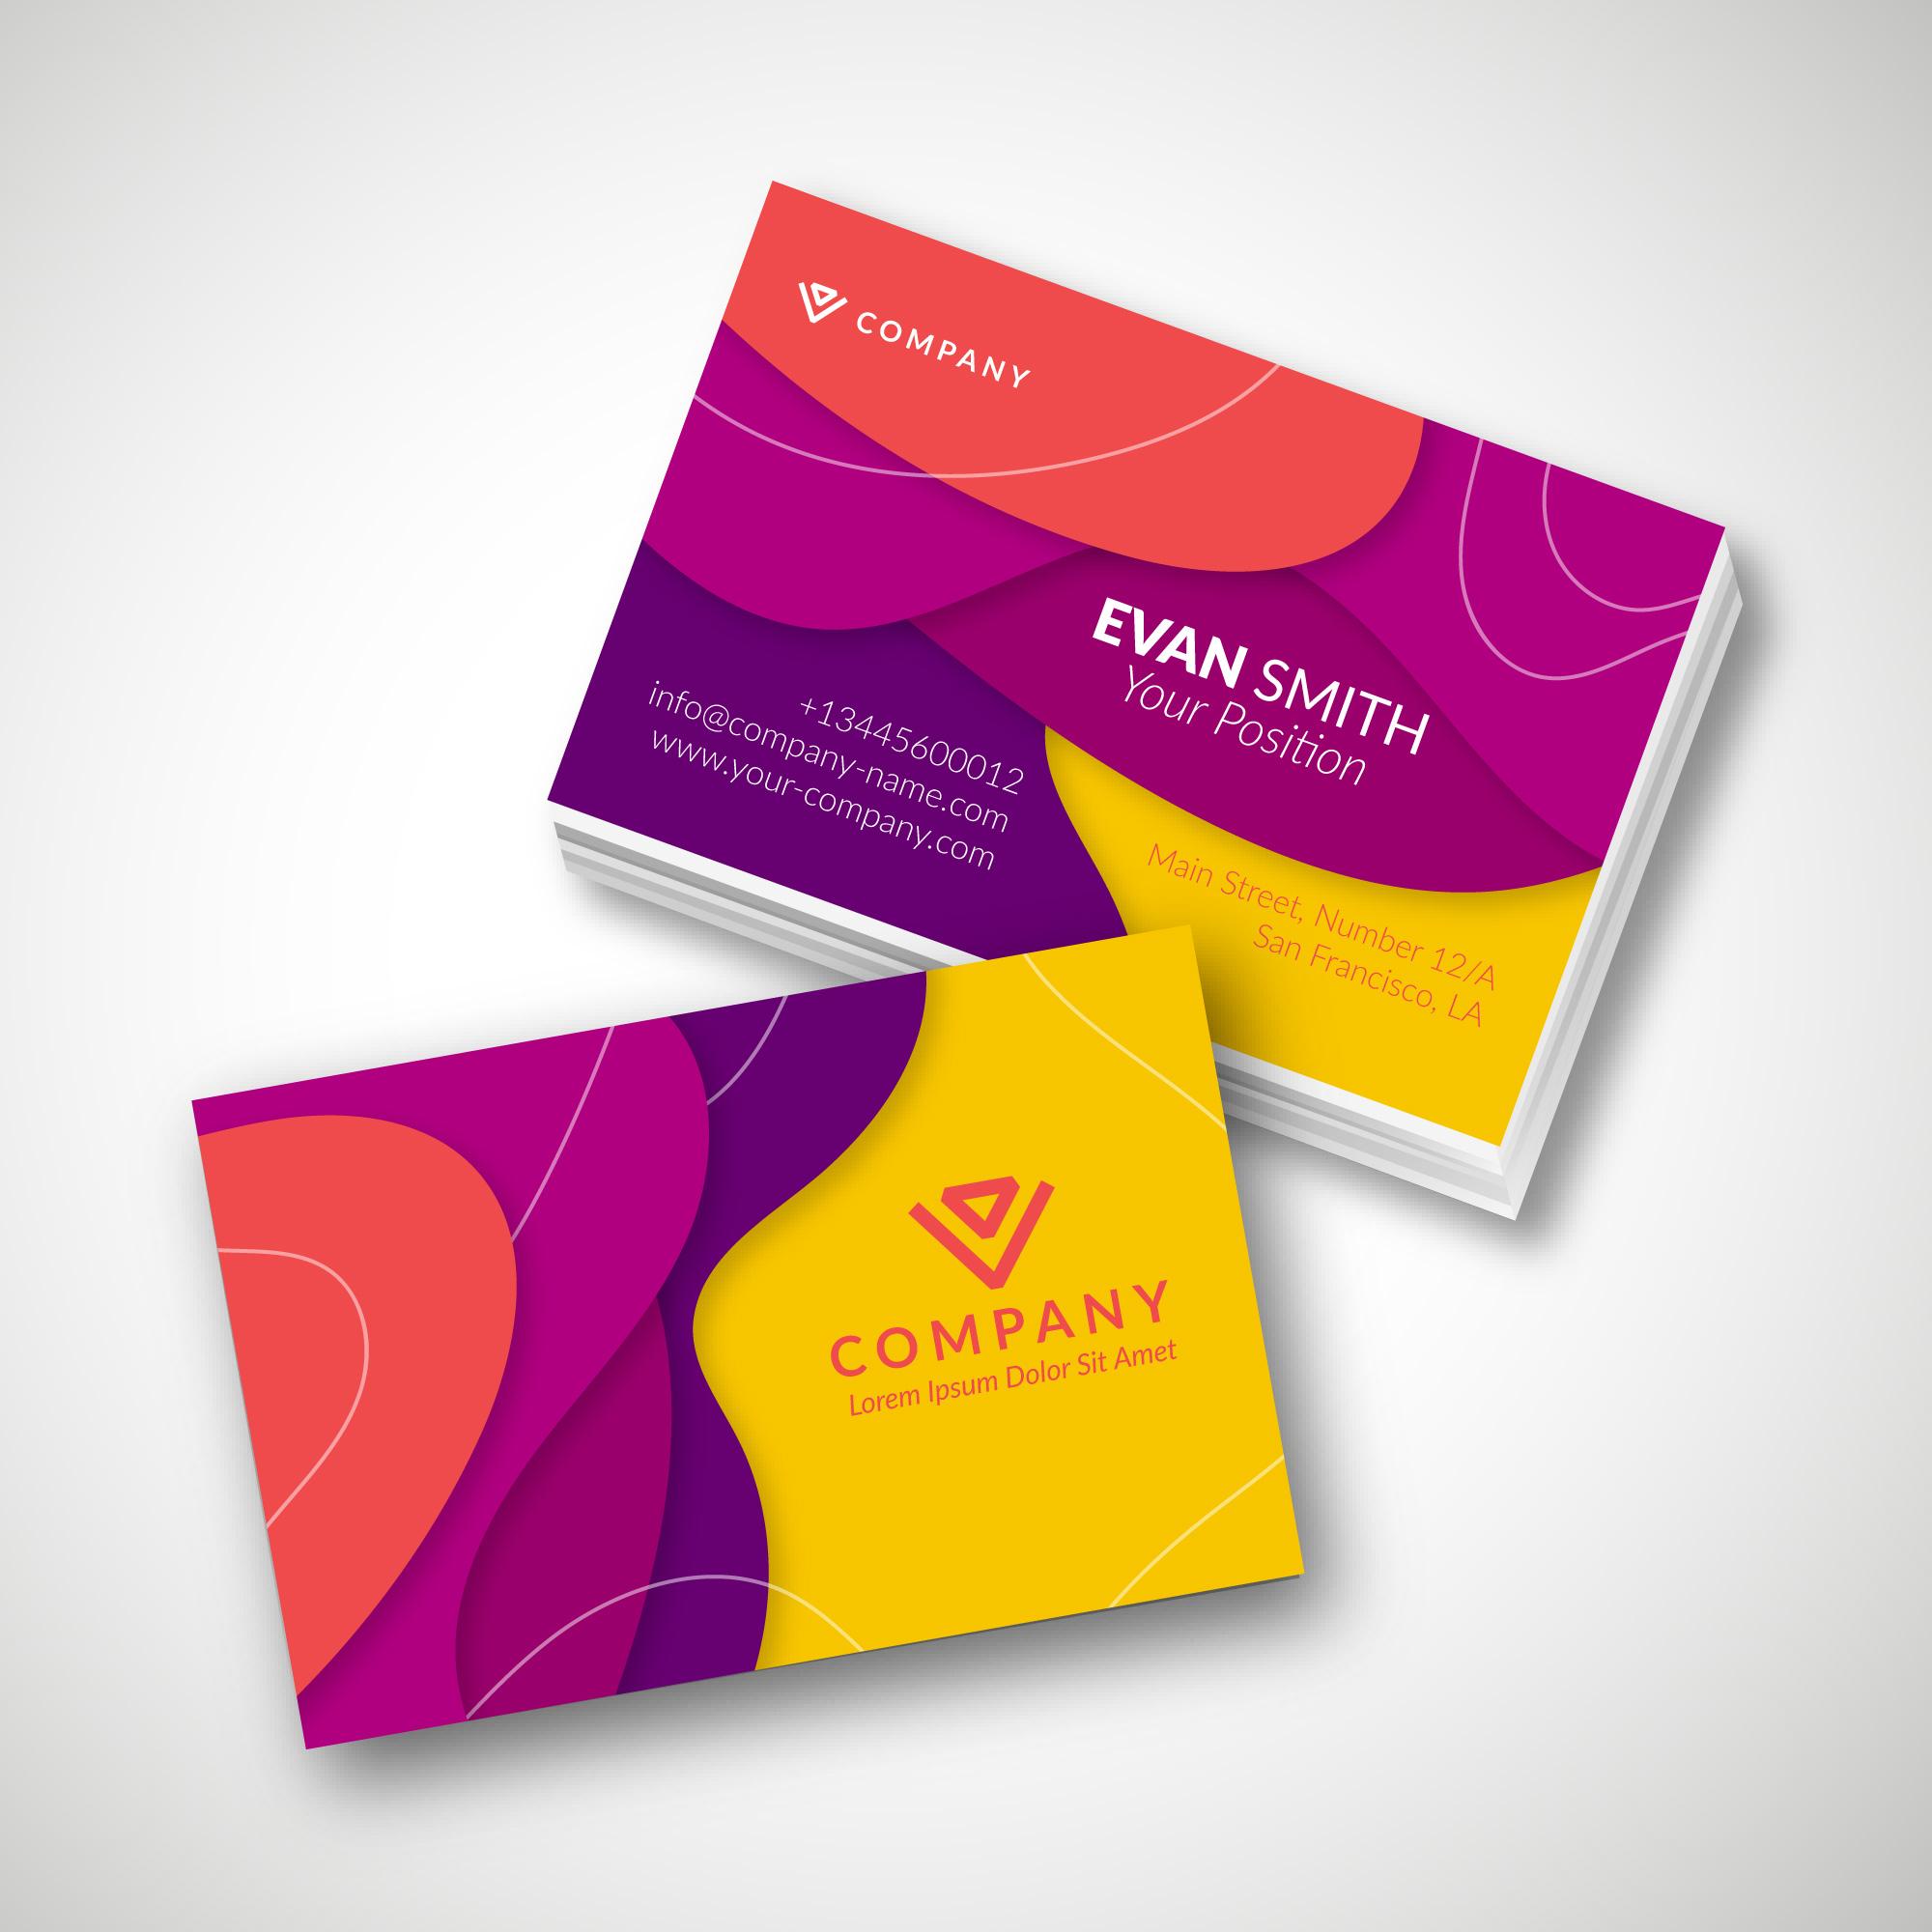 COMPANY
EVAN SMITH
Your Position
+13445600012
info@company-name.com
www.your-company.com
Main Street, Number 12/A
San Francisco, LA
COMPANY
Lorem Ipsum Dolor Sit Amet